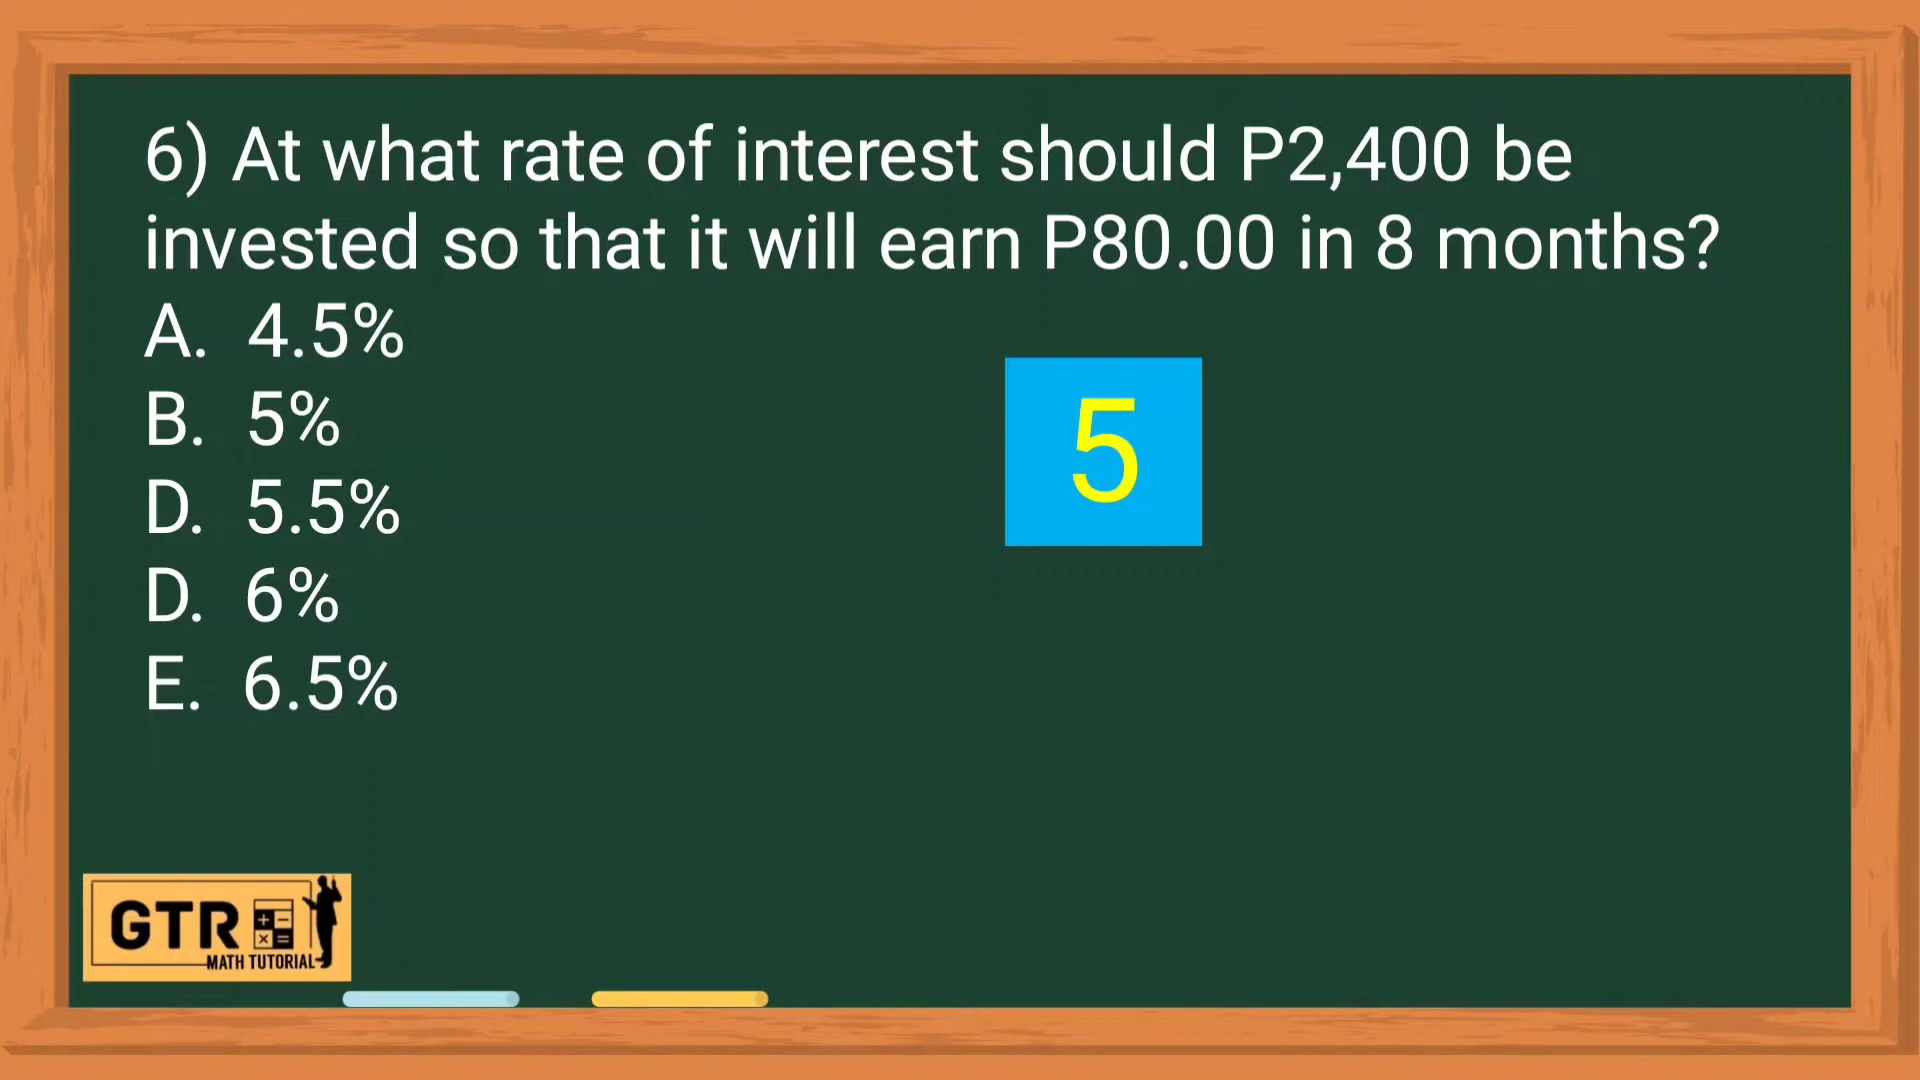 6) At what rate of interest should P2,400 be
invested so that it will earn P80.00 in 8 months?
A. 4.5%
B. 5%
D. 5.5%
D. 6%
E. 6.5%
5
GTR
+ −
× =
MATH TUTORIAL